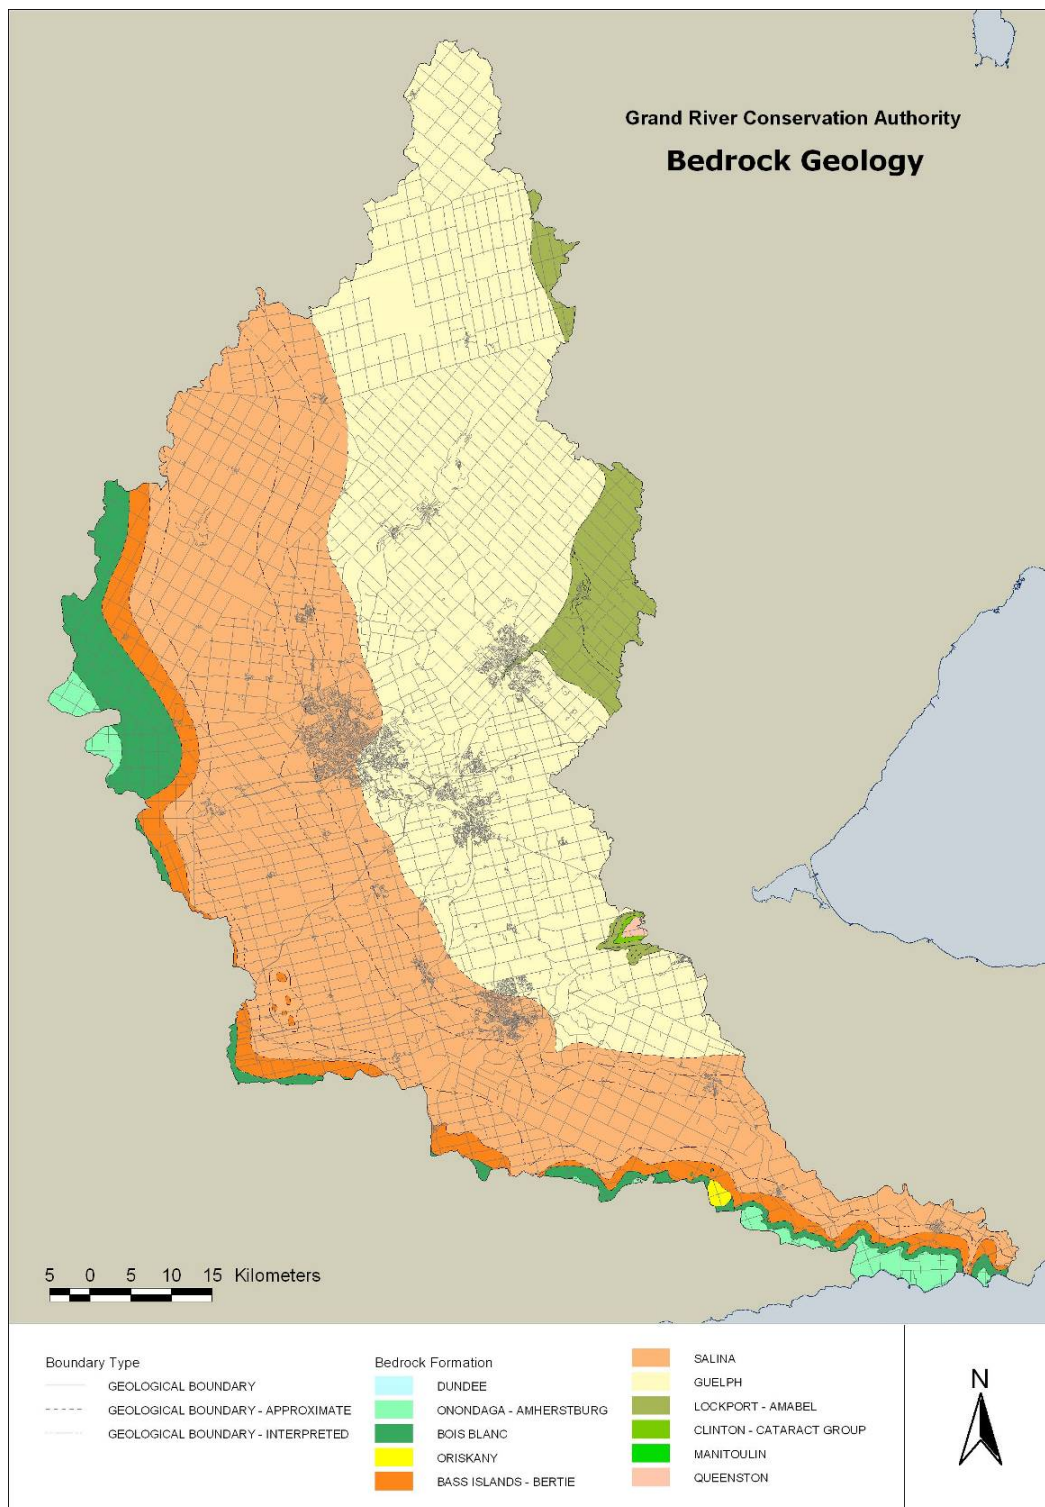 Grand River Conservation Authority
Bedrock Geology
5 0 5 10 15 Kilometers
Boundary Type
GEOLOGICAL BOUNDARY
GEOLOGICAL BOUNDARY - APPROXIMATE
GEOLOGICAL BOUNDARY - INTERPRETED
Bedrock Formation
DUNDEE
ONONDAGA - AMHERSTBURG
BOIS BLANC
ORISKANY
BASS ISLANDS - BERTIE
SALINA
GUELPH
LOCKPORT - AMABEL
CLINTON - CATARACT GROUP
MANITOULIN
QUEENSTON
N